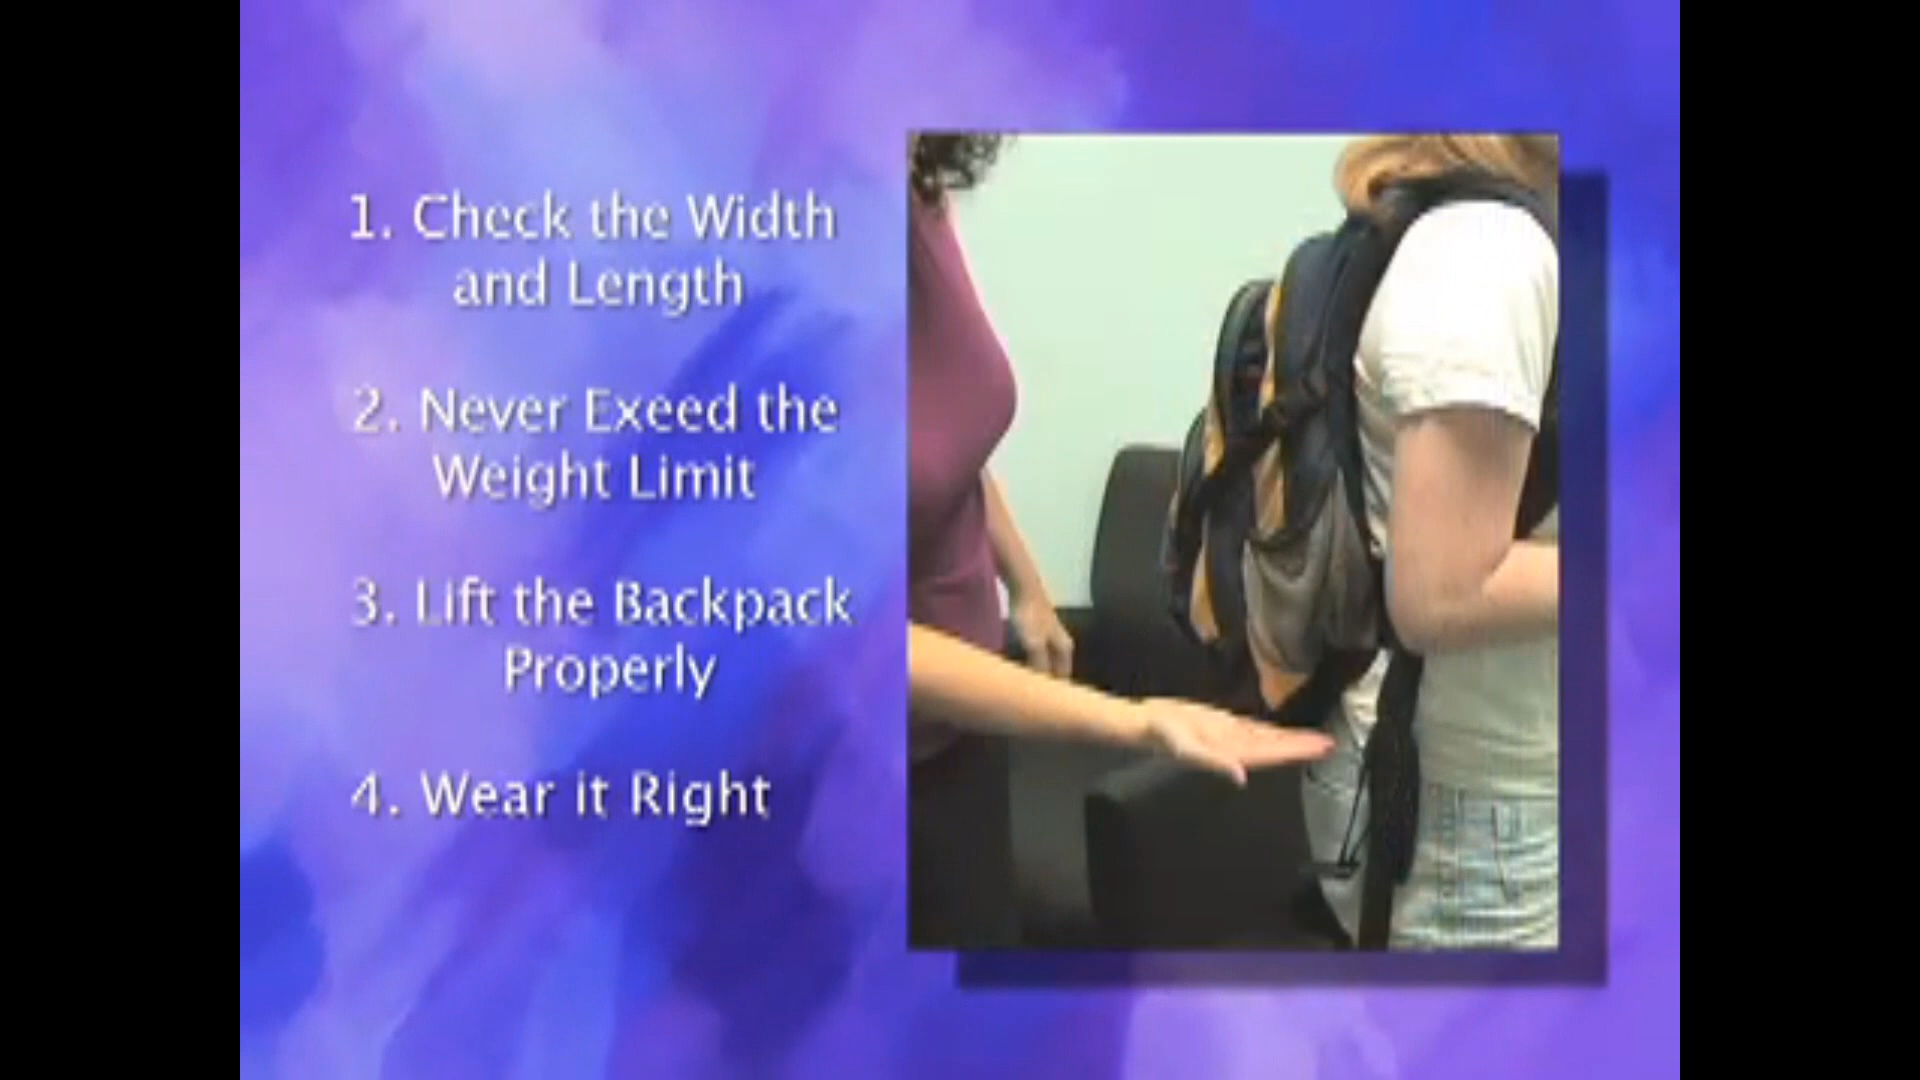 1. Check the Width
and Length
2. Never Exeed the
Weight Limit
3. Lift the Backpack
Properly
4. Wear it Right